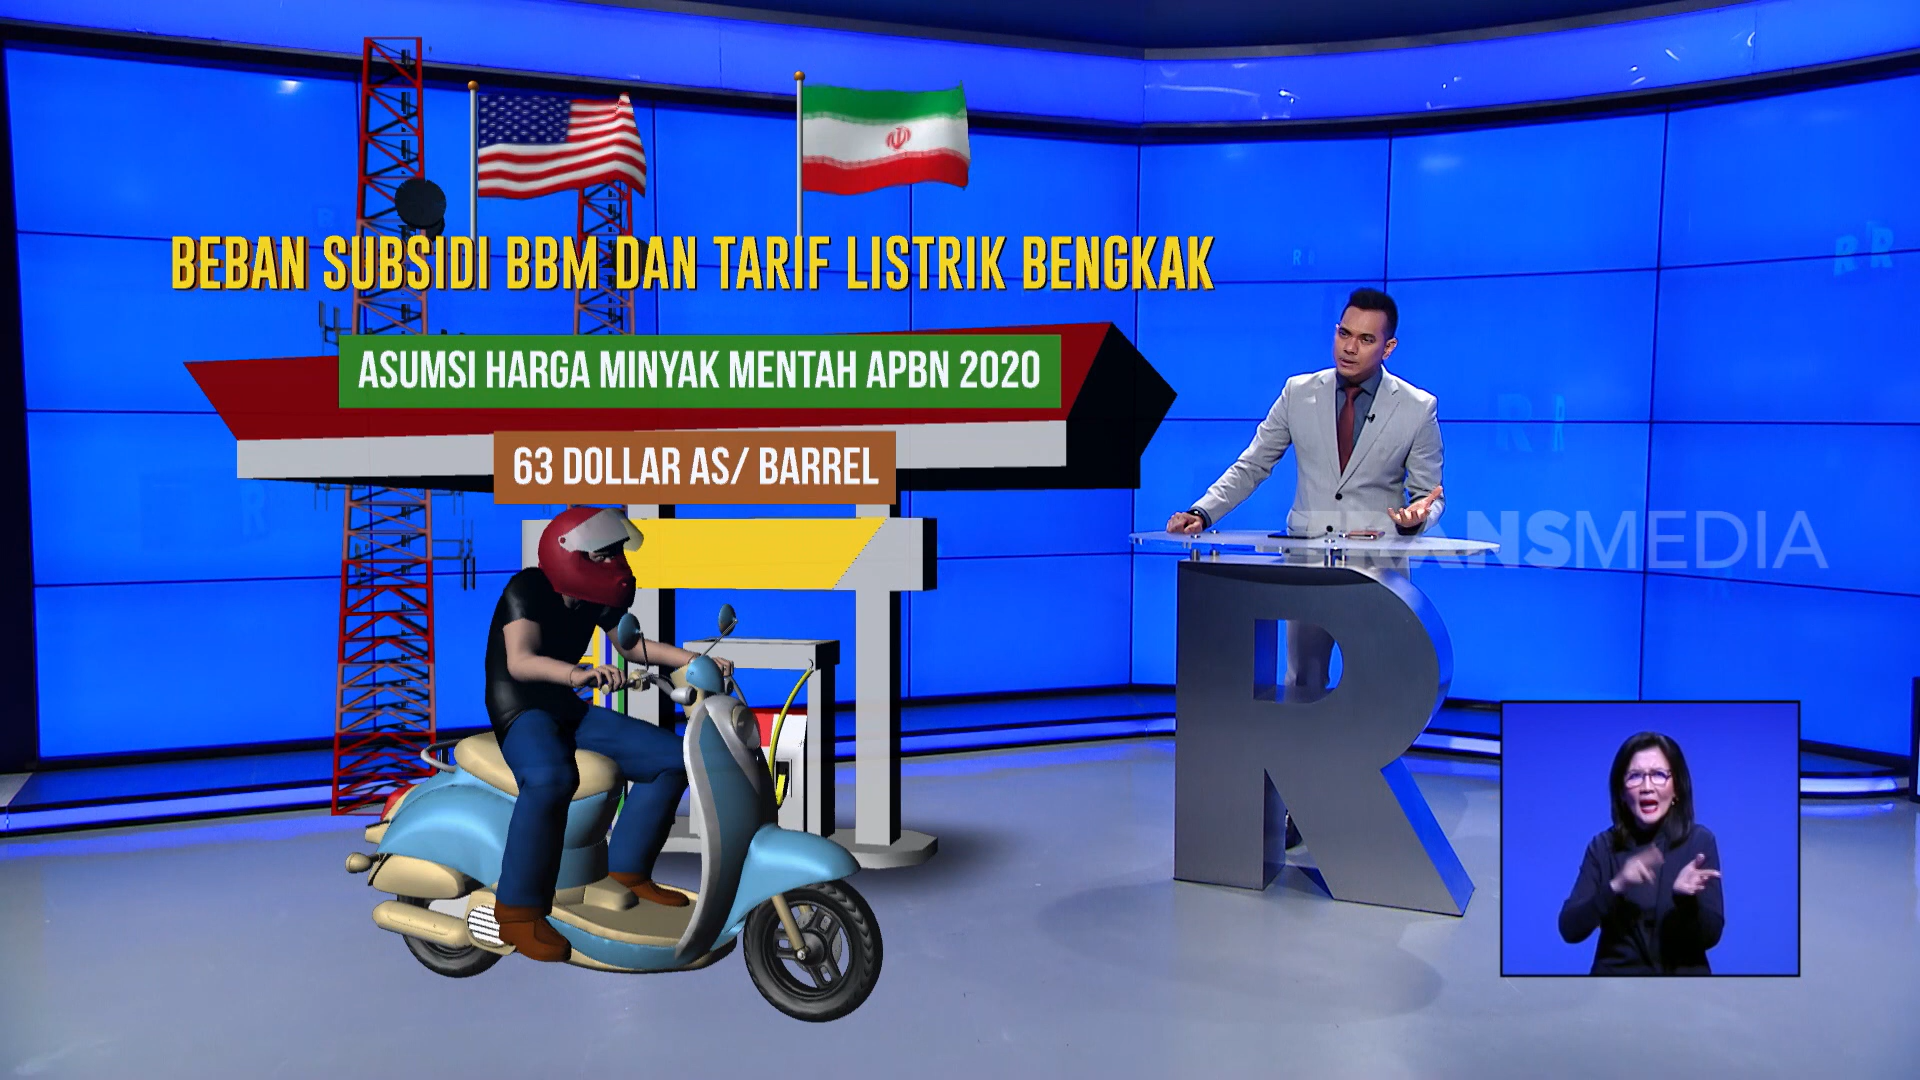 BEBAN SUBSIDI BBM DAN TARIF LISTRIK BENGKAK
ASUMSI HARGA MINYAK MENTAH APBN 2020
63 DOLLAR AS/ BARREL
TRANSMEDIA
R